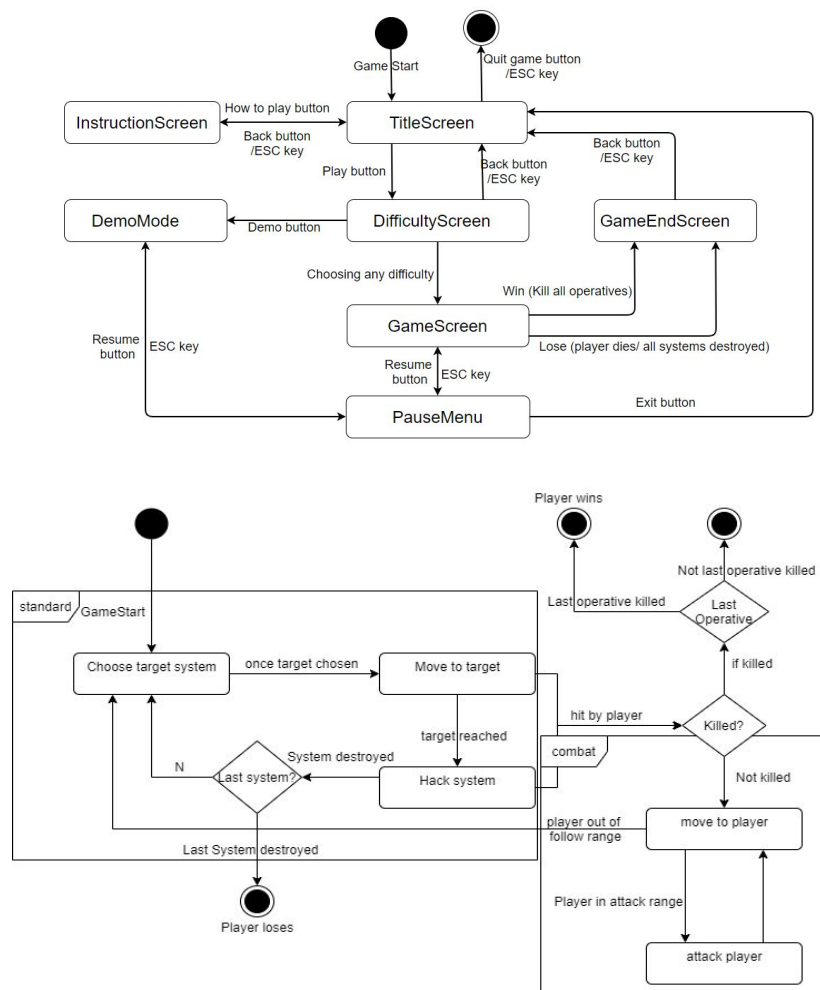 Game Start
Quit game button
/ESC key
InstructionScreen
How to play button
Back button
/ESC key
TitleScreen
Play button
Back button
/ESC key
Back button
/ESC key
DemoMode
Demo button
DifficultyScreen
GameEndScreen
Choosing any difficulty
Win (Kill all operatives)
GameScreen
Lose (player dies/ all systems destroyed)
Resume
button
ESC key
Resume
button
ESC key
PauseMenu
Exit button
Player wins
standard
GameStart
Not last operative killed
Last operative killed
Last
Operative
Choose target system
once target chosen
Move to target
if killed
hit by player
Killed?
target reached
combat
System destroyed
N
Last system?
Hack system
Not killed
player out of
follow range
move to player
Last System destroyed
Player loses
Player in attack range
attack player